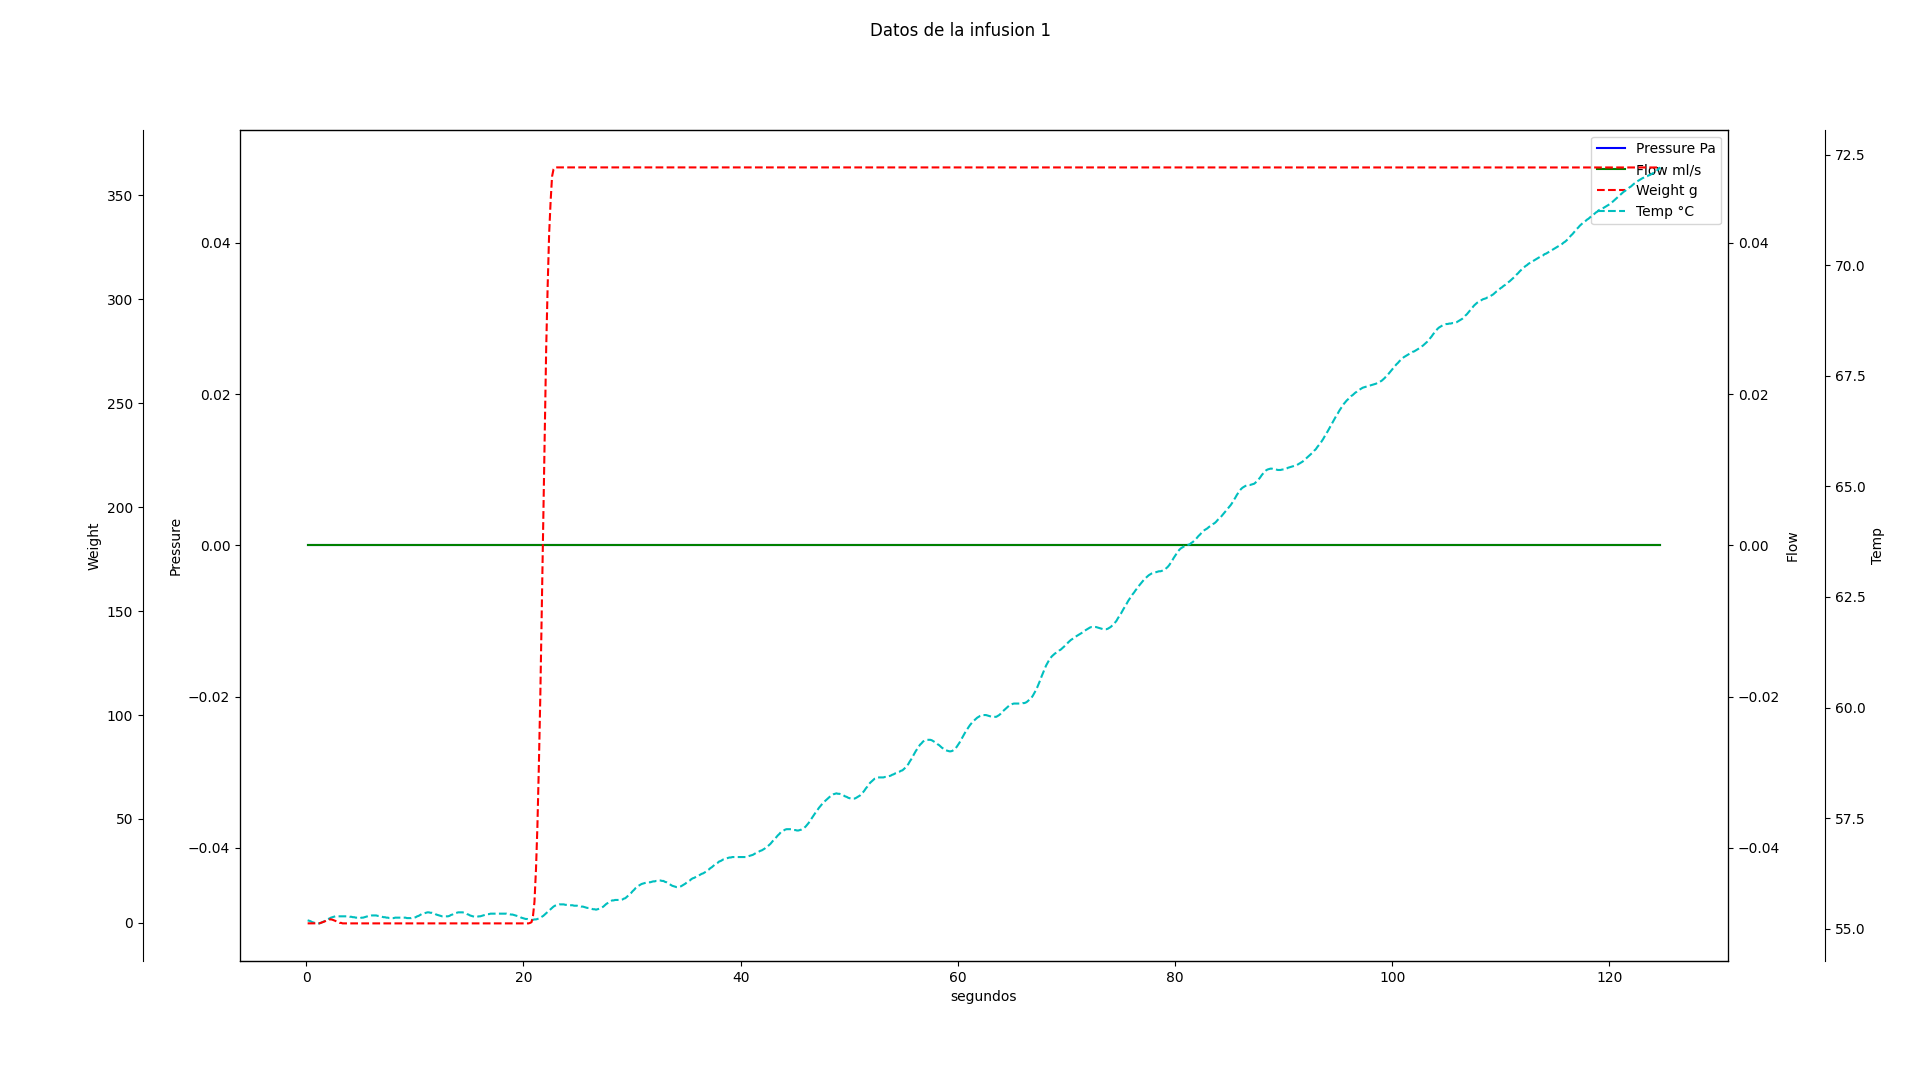 Datos de la infusion 1
Weight
350
300
250
200
150
100
50
0
Pressure
0.04
0.02
0.00
−0.02
−0.04
Pressure Pa
Flow ml/s
Weight g
Temp °C
0.04
0.02
0.00
−0.02
−0.04
Flow
72.5
70.0
67.5
65.0
62.5
60.0
57.5
55.0
Temp
0 20 40 60 80 100 120
segundos